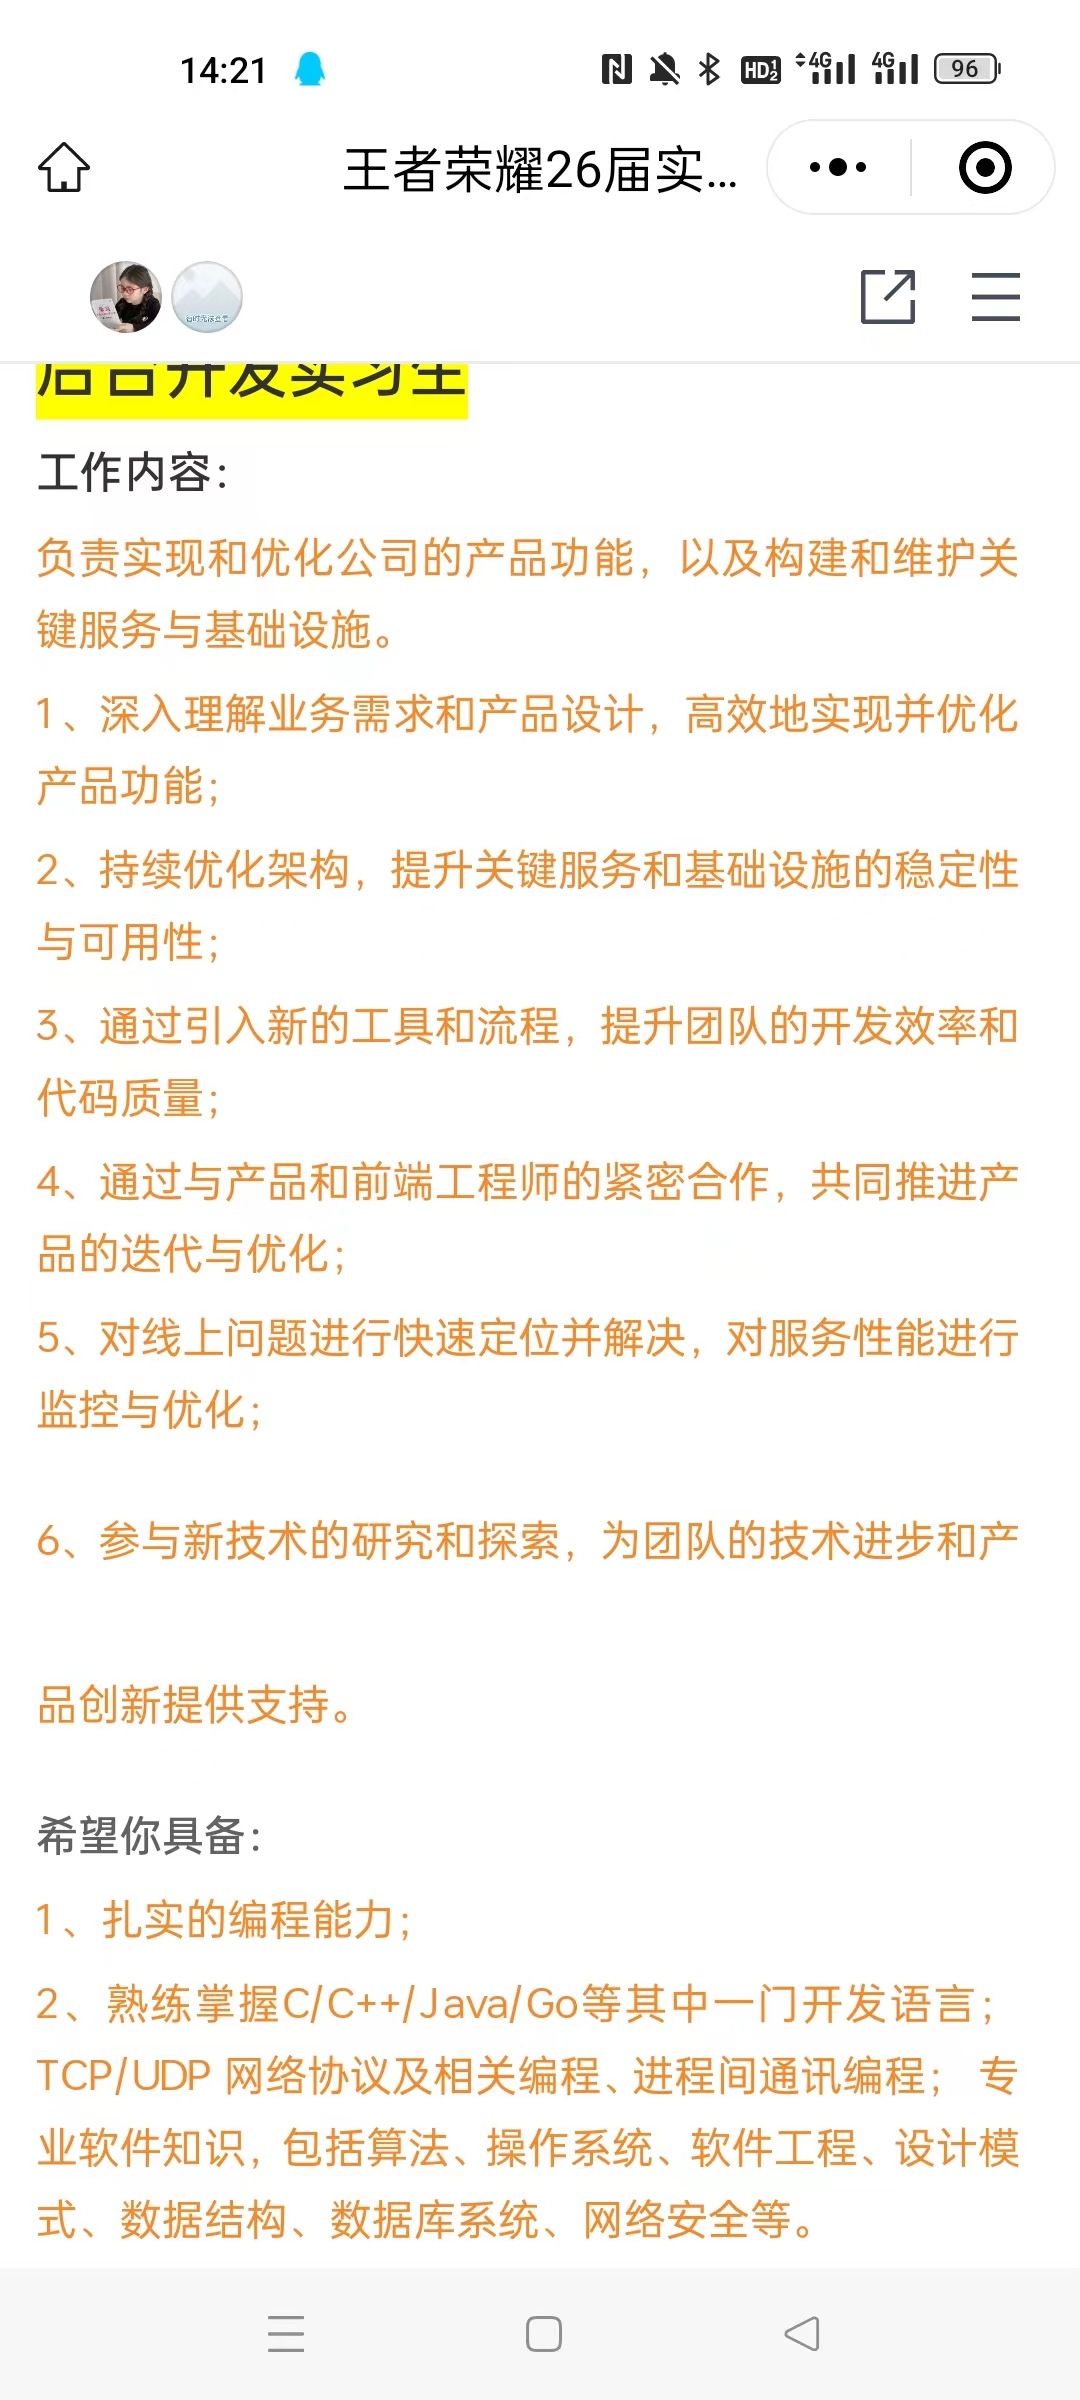 14:21
HD 1 2 4G 4G 96
王者荣耀26届实...
暂时无法查看
后台开发实习生
工作内容：
负责实现和优化公司的产品功能，以及构建和维护关
键服务与基础设施。
1、深入理解业务需求和产品设计，高效地实现并优化
产品功能；
2、持续优化架构，提升关键服务和基础设施的稳定性
与可用性；
3、通过引入新的工具和流程，提升团队的开发效率和
代码质量；
4、通过与产品和前端工程师的紧密合作，共同推进产
品的迭代与优化；
5、对线上问题进行快速定位并解决，对服务性能进行
监控与优化；
6、参与新技术的研究和探索，为团队的技术进步和产
品创新提供支持。
希望你具备：
1、扎实的编程能力；
2、熟练掌握C/C++/Java/Go等其中一门开发语言；
TCP/UDP 网络协议及相关编程、进程间通讯编程； 专
业软件知识，包括算法、操作系统、软件工程、设计模
式、数据结构、数据库系统、网络安全等。